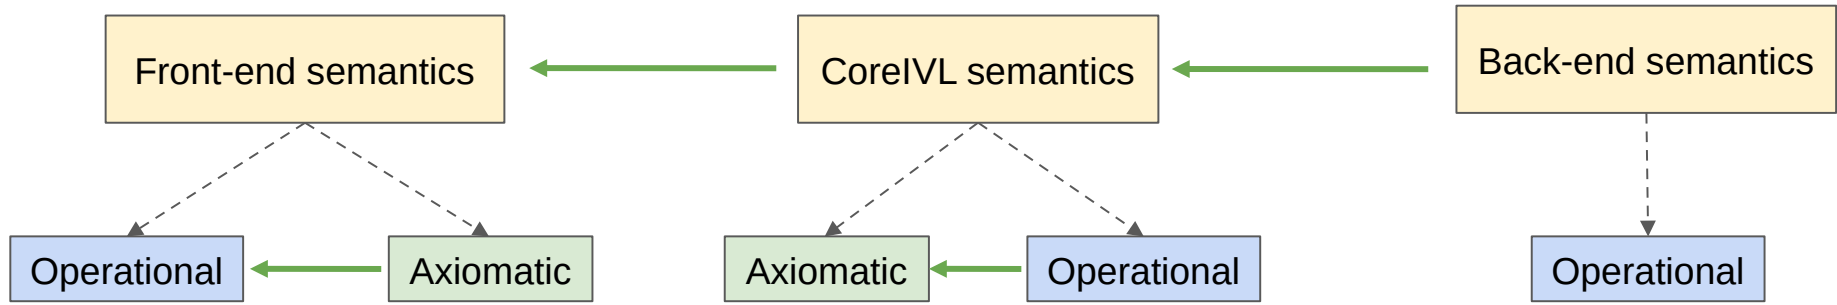 Front-end semantics
CoreIVL semantics
Back-end semantics
Operational
Axiomatic
Axiomatic
Operational
Operational